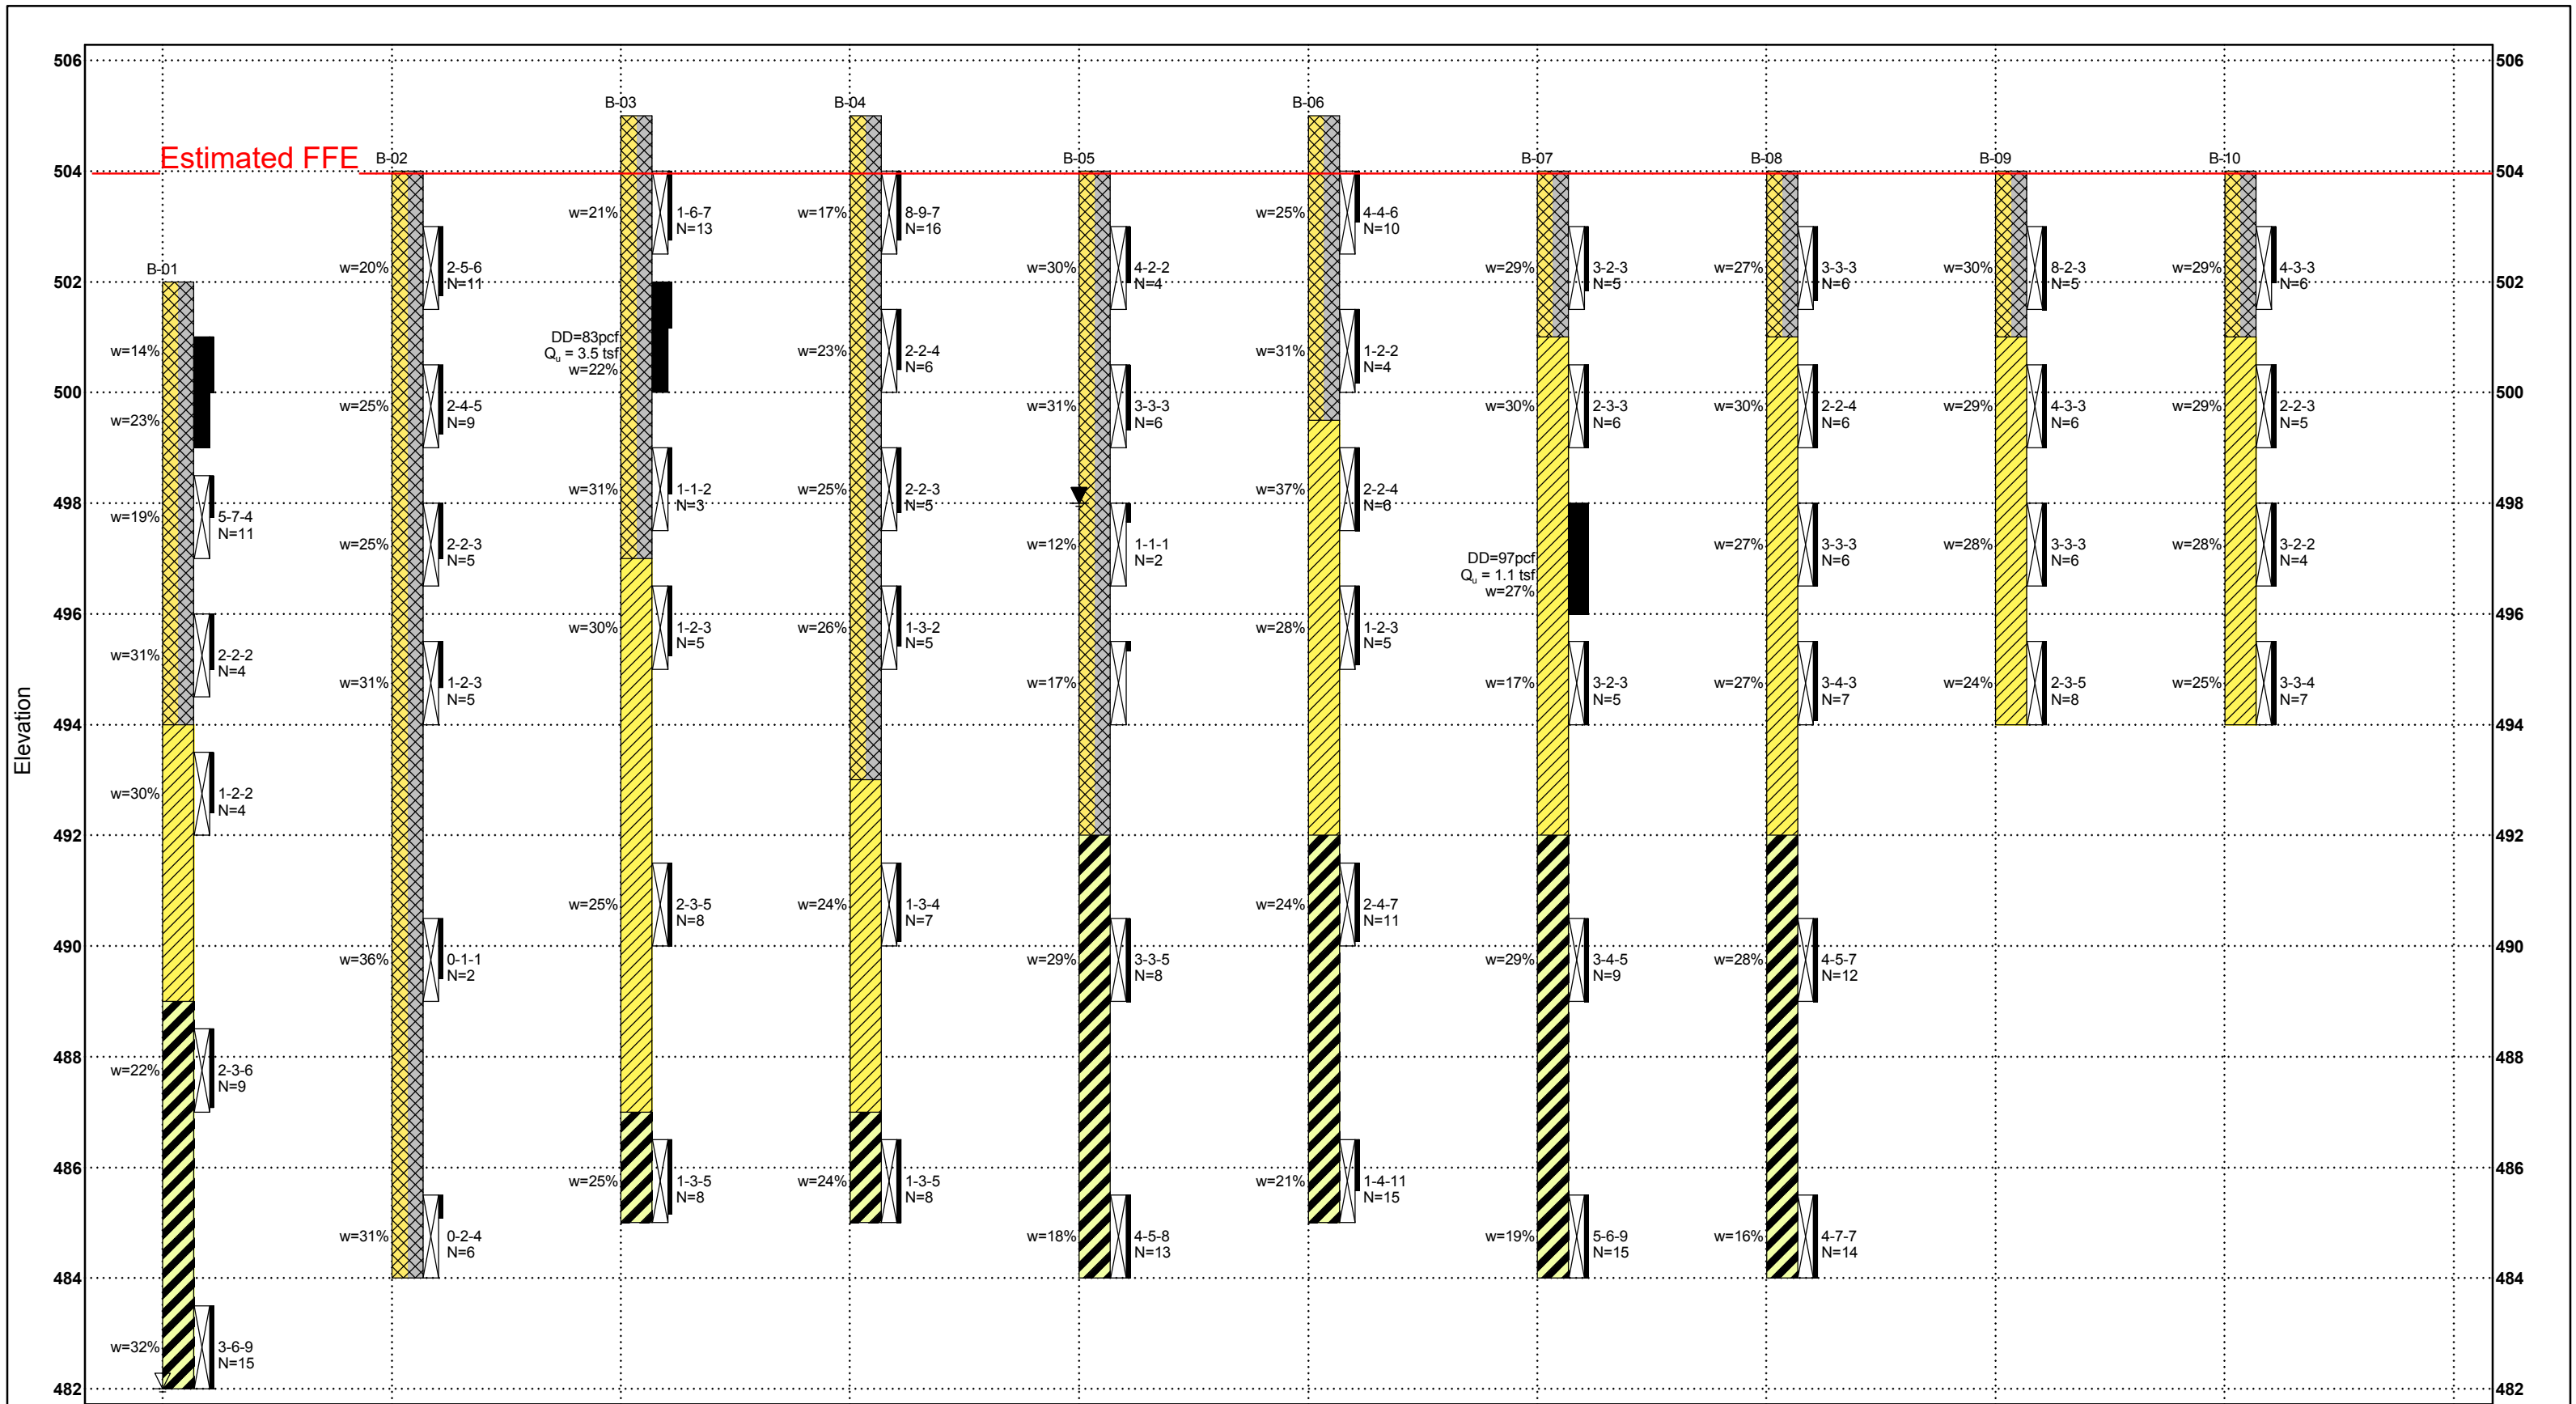 506
506
B-03
B-04
B-06
Estimated FFE
B-02
B-05
B-07
B-08
B-09
B-10
504
504
B-01
502
502
500
500
498
498
496
496
494
494
492
492
490
490
488
488
486
486
484
484
482
482
Elevation
w=14%
w=23%
w=19%
5-7-4
N=11
w=31%
2-2-2
N=4
w=30%
1-2-2
N=4
w=22%
2-3-6
N=9
w=32%
3-6-9
N=15
w=20%
2-5-6
N=11
w=25%
2-4-5
N=9
w=25%
2-2-3
N=5
w=31%
1-2-3
N=5
w=36%
0-1-1
N=2
w=31%
0-2-4
N=6
w=21%
1-6-7
N=13
DD=83pcf
Qu = 3.5 tsf
w=22%
w=31%
1-1-2
N=3
w=30%
1-2-3
N=5
w=25%
2-3-5
N=8
w=25%
1-3-5
N=8
w=17%
8-9-7
N=16
w=23%
2-2-4
N=6
w=25%
2-2-3
N=5
w=26%
1-3-2
N=5
w=24%
1-3-4
N=7
w=24%
1-3-5
N=8
w=30%
4-2-2
N=4
w=31%
3-3-3
N=6
w=12%
1-1-1
N=2
w=17%
w=29%
3-3-5
N=8
w=18%
4-5-8
N=13
w=25%
4-4-6
N=10
w=31%
1-2-2
N=4
w=37%
2-2-4
N=6
w=28%
1-2-3
N=5
w=24%
2-4-7
N=11
w=21%
1-4-11
N=15
w=29%
3-2-3
N=5
w=30%
2-3-3
N=6
DD=97pcf
Qu = 1.1 tsf
w=27%
w=17%
3-2-3
N=5
w=29%
3-4-5
N=9
w=19%
5-6-9
N=15
w=27%
3-3-3
N=6
w=30%
2-2-4
N=6
w=27%
3-3-3
N=6
w=27%
3-4-3
N=7
w=28%
4-5-7
N=12
w=16%
4-7-7
N=14
w=30%
8-2-3
N=5
w=29%
4-3-3
N=6
w=28%
3-3-3
N=6
w=24%
2-3-5
N=8
w=29%
4-3-3
N=6
w=29%
2-2-3
N=5
w=28%
3-2-2
N=4
w=25%
3-3-4
N=7